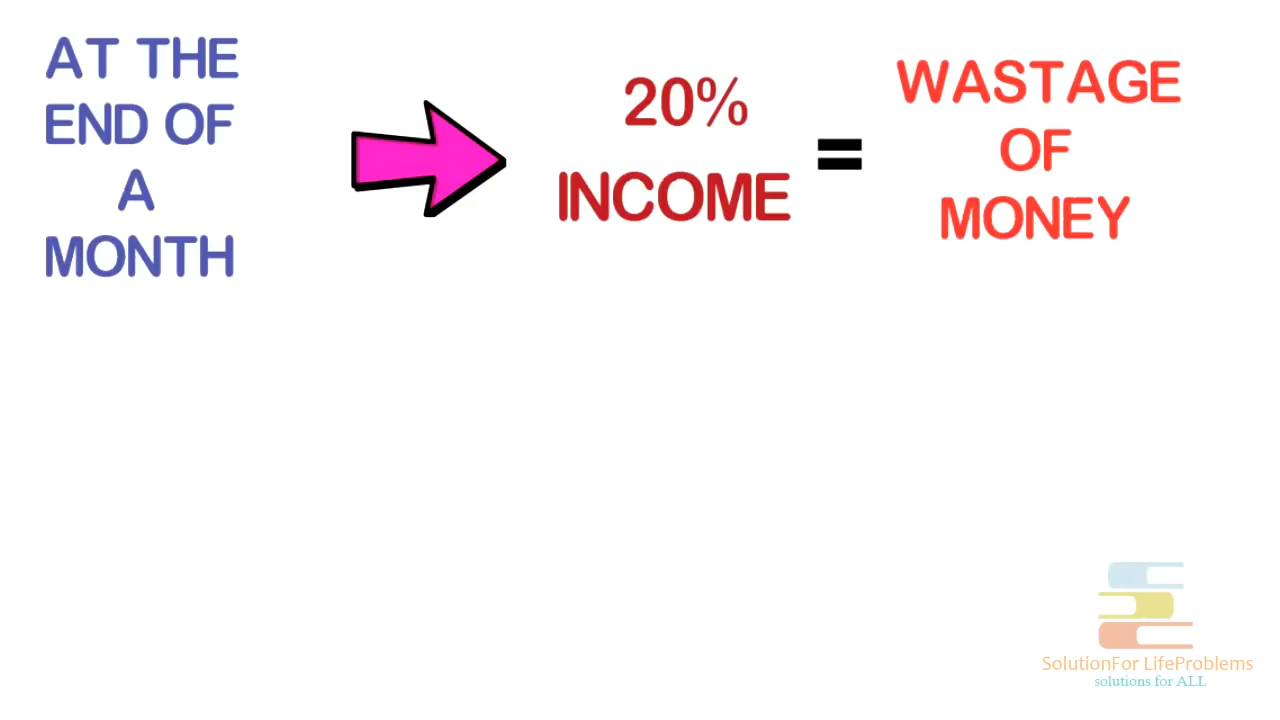 AT THE
END OF
A
MONTH
20%
INCOME
=
WASTAGE
OF
MONEY
SolutionFor LifeProblems
solutions for ALL